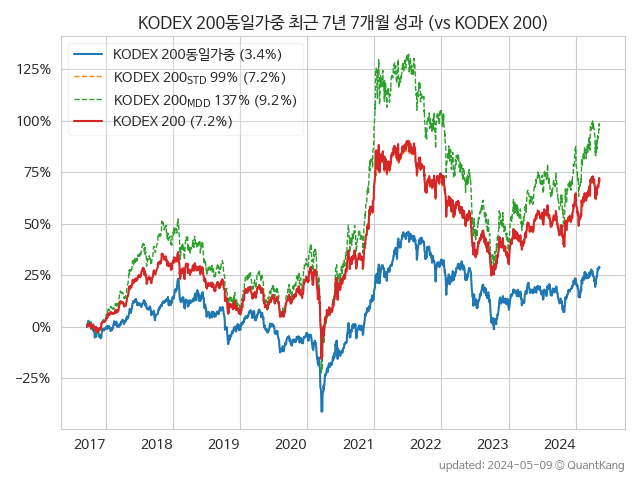 KODEX 200동일가중 최근 7년 7개월 성과 (vs KODEX 200)
KODEX 200동일가중 (3.4%)
KODEX 200STD 99% (7.2%)
KODEX 200MDD 137% (9.2%)
KODEX 200 (7.2%)
125%
100%
75%
50%
25%
0%
−25%
2017 2018 2019 2020 2021 2022 2023 2024
updated: 2024-05-09 © QuantKang